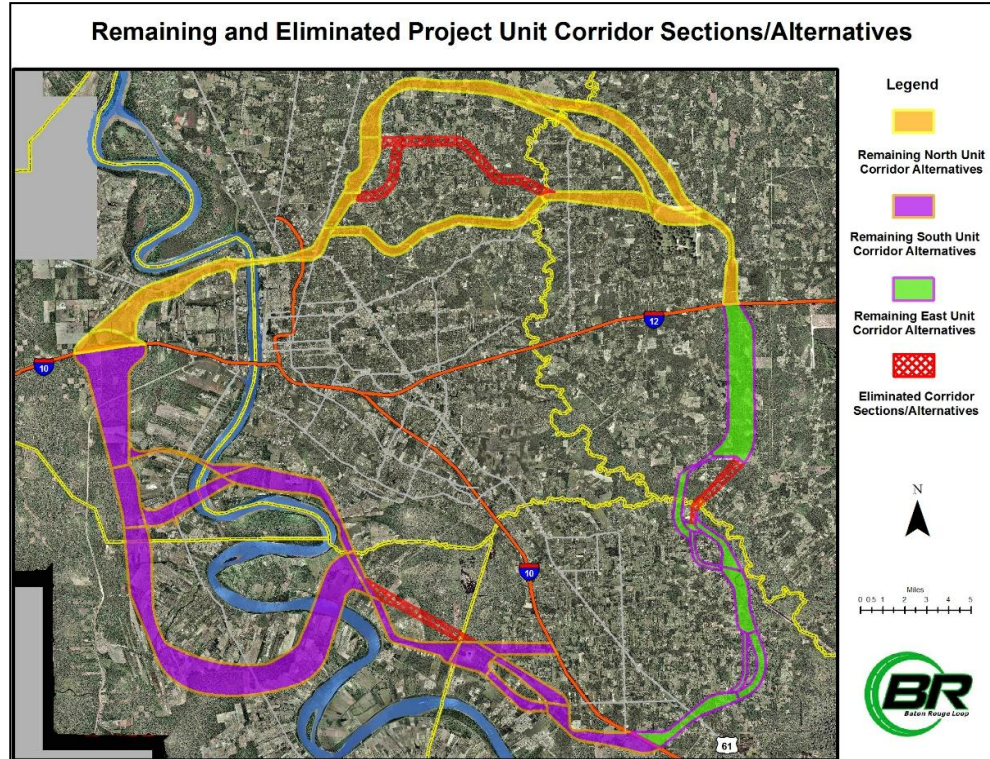 Remaining and Eliminated Project Unit Corridor Sections/Alternatives
Legend
Remaining North Unit
Corridor Alternatives
Remaining South Unit
Corridor Alternatives
Remaining East Unit
Corridor Alternatives
Eliminated Corridor
Sections/Alternatives
10
12
10
61
N
Miles
0 0.5 1 2 3 4 5
BR
Baton Rouge Loop